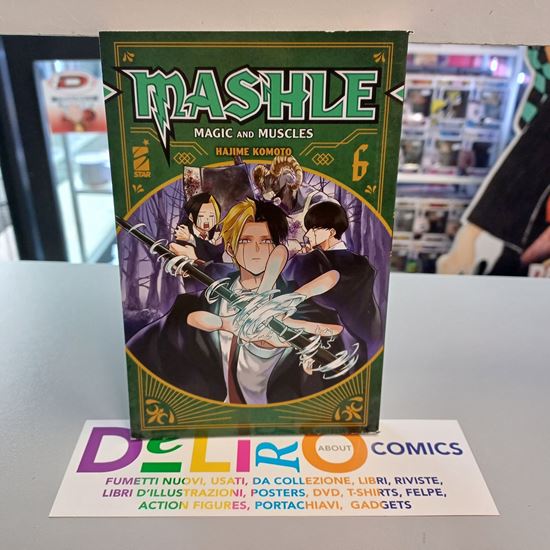 MASHLE
MAGIC AND MUSCLES
HAJIME KOMOTO
6
STAR
DeLiRO
ABOUT
COMICS
FUMETTI NUOVI, USATI, DA COLLEZIONE, LIBRI, RIVISTE,
LIBRI D'ILLUSTRAZIONI, POSTERS, DVD, T-SHIRTS, FELPE,
ACTION FIGURES, PORTACHIAVI, GADGETS